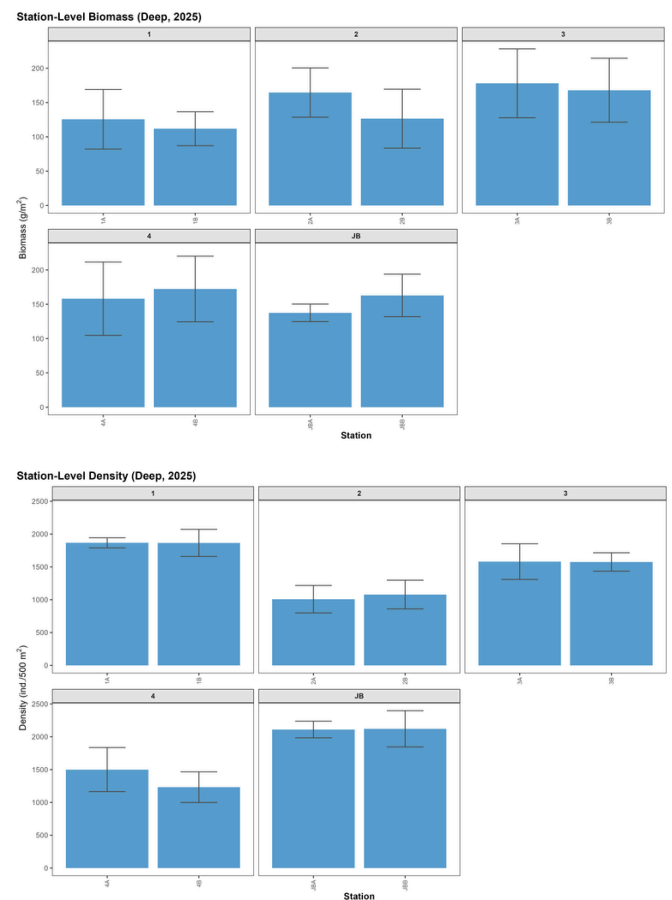 Station-Level Biomass (Deep, 2025)
1 2 3
200
150
100
50
0
1A 1B 2A 2B 3A 3B
Biomass (g/m²)
4 JB
200
150
100
50
0
4A 4B JBA JBB
Station
Station-Level Density (Deep, 2025)
1 2 3
2500
2000
1500
1000
500
0
1A 1B 2A 2B 3A 3B
Density (ind./500 m²)
4 JB
2500
2000
1500
1000
500
0
4A 4B JBA JBB
Station